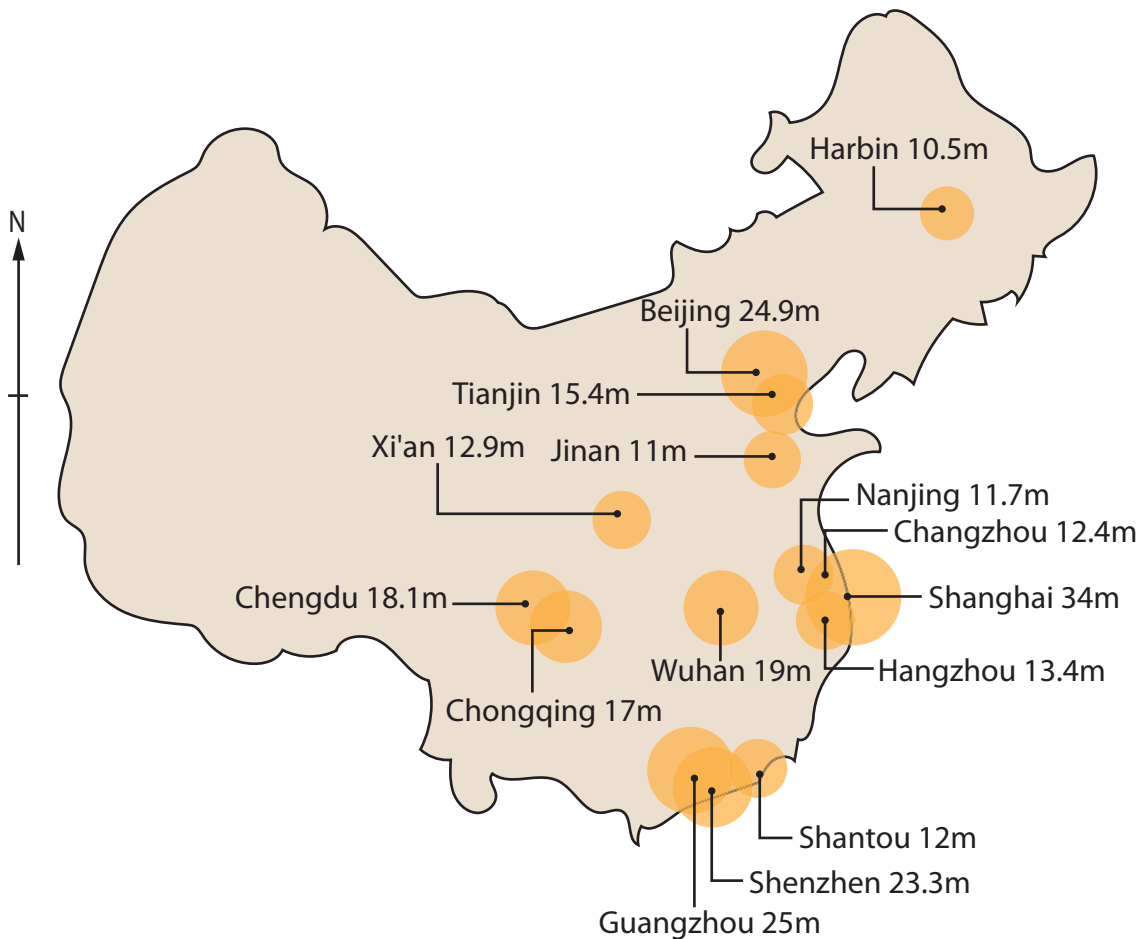 Harbin 10.5m
N
Beijing 24.9m
Tianjin 15.4m
Xi'an 12.9m
Jinan 11m
Nanjing 11.7m
Changzhou 12.4m
Chengdu 18.1m
Shanghai 34m
Wuhan 19m
Hangzhou 13.4m
Chongqing 17m
Shantou 12m
Shenzhen 23.3m
Guangzhou 25m